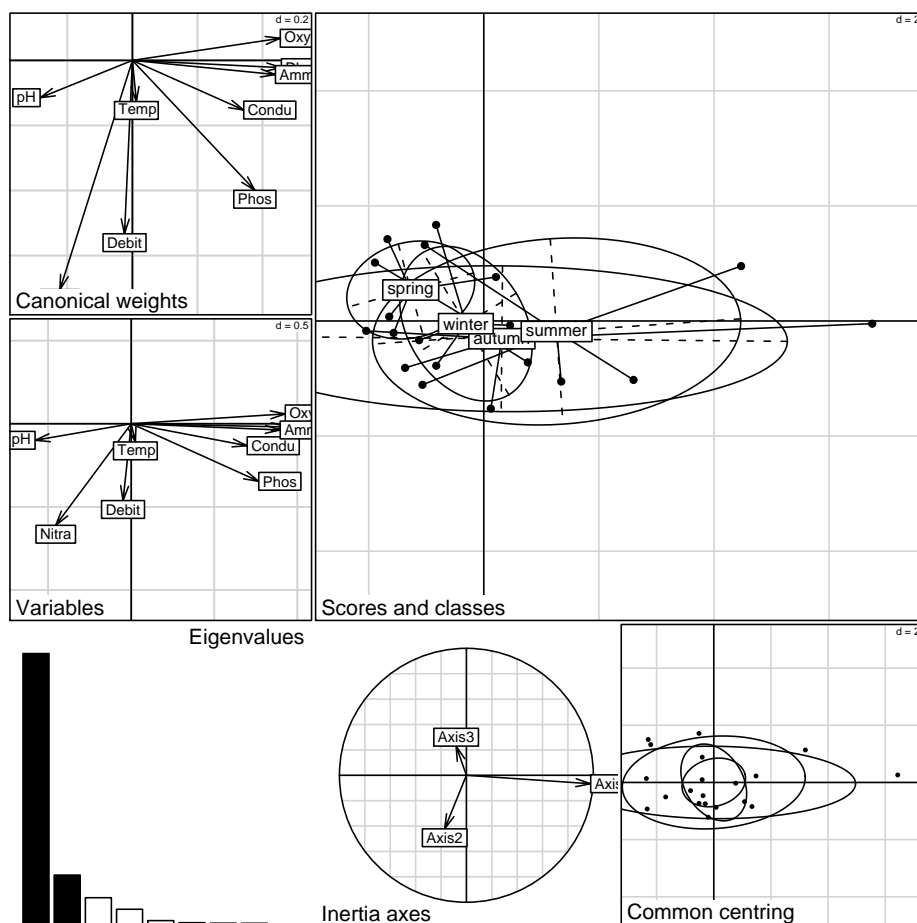 d = 0.2
Oxy
Amm
pH
Temp
Condu
Phos
Debit
Canonical weights
d = 0.5
Oxy
Amm
pH
Temp
Condu
Phos
Debit
Nitra
Variables
d = 2
spring
winter
summer
autumn
Scores and classes
Eigenvalues
Axis3
Axis
Axis2
Inertia axes
d = 2
Common centring